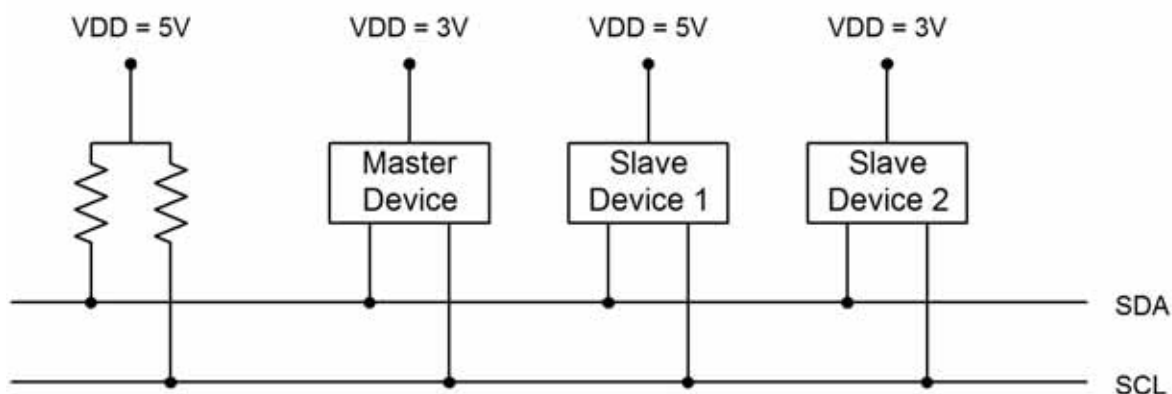 VDD = 5V
VDD = 3V
VDD = 5V
VDD = 3V
Master
Device
Slave
Device 1
Slave
Device 2
SDA
SCL